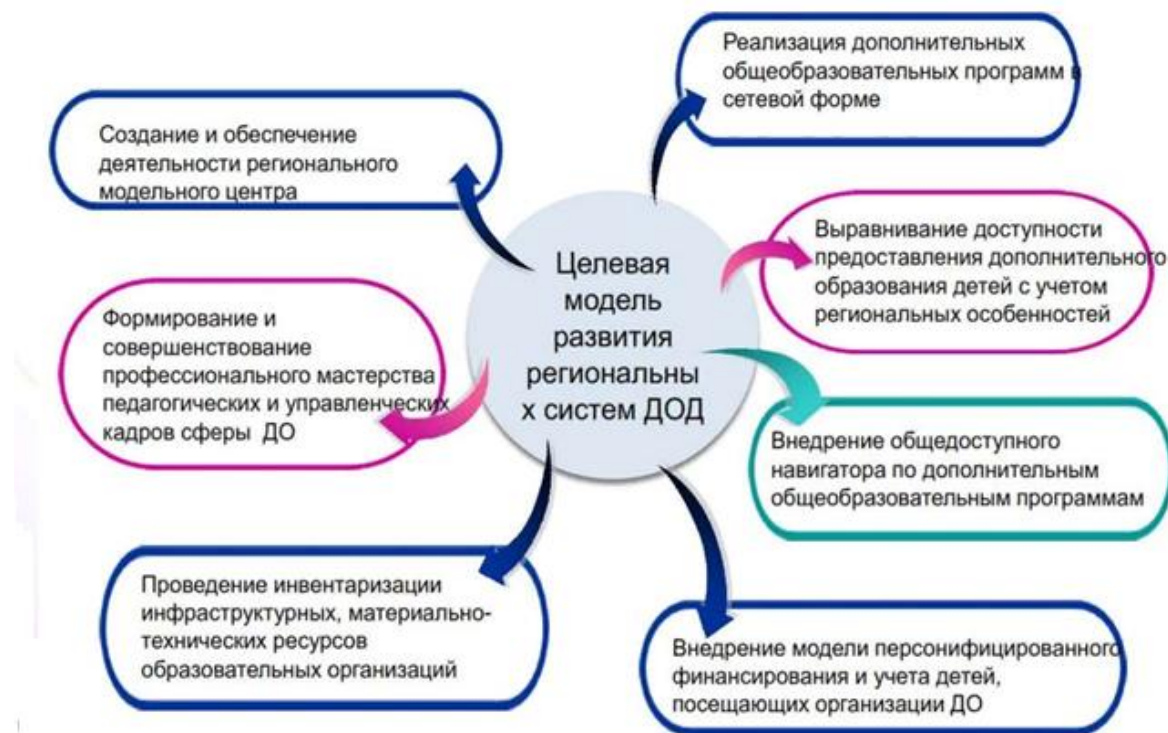 Реализация дополнительных
общеобразовательных программ в
сетевой форме
Создание и обеспечение
деятельности регионального
модельного центра
Выравнивание доступности
предоставления дополнительного
образования детей с учетом
региональных особенностей
Целевая
модель
развития
региональны
х систем ДОД
Формирование и
совершенствование
профессионального мастерства
педагогических и управленческих
кадров сферы ДО
Внедрение общедоступного
навигатора по дополнительным
общеобразовательным программам
Проведение инвентаризации
инфраструктурных, материально-
технических ресурсов
образовательных организаций
Внедрение модели персонифицированного
финансирования и учета детей,
посещающих организации ДО